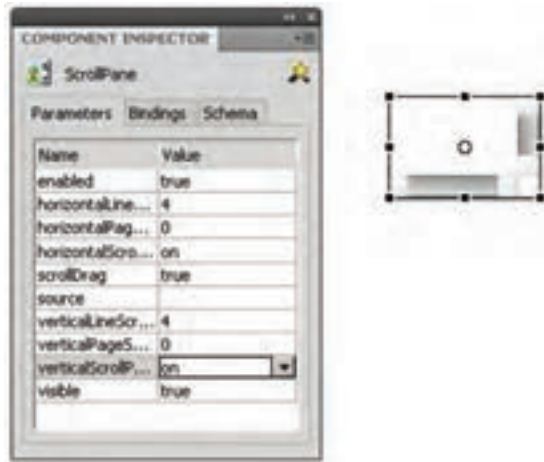 COMPONENT INSPECTOR
ScrollPane
Parameters Bindings Schema
Name Value
enabled true
horizontalLine... 4
horizontalPag... 0
horizontalScro... on
scrollDrag true
source
verticalLineScr... 4
verticalPageS... 0
verticalScrollP... on
visible true